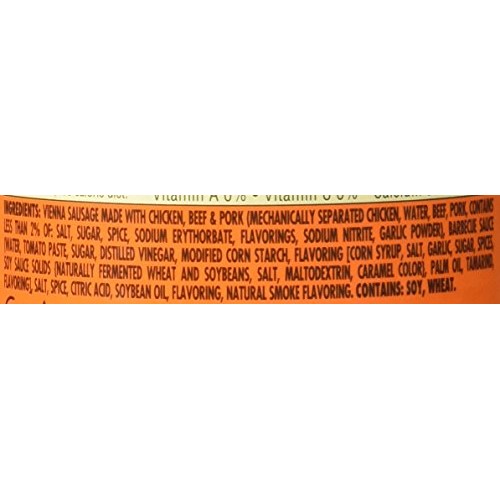 Vitamin A 0% • Vitamin C 0% •
INGREDIENTS: VIENNA SAUSAGE MADE WITH CHICKEN, BEEF & PORK (MECHANICALLY SEPARATED CHICKEN, WATER, BEEF, PORK, CONTAINS
LESS THAN 2% OF: SALT, SUGAR, SPICE, SODIUM ERYTHORBATE, FLAVORINGS, SODIUM NITRITE, GARLIC POWDER), BARBECUE SAUCE
(WATER, TOMATO PASTE, SUGAR, DISTILLED VINEGAR, MODIFIED CORN STARCH, FLAVORING [CORN SYRUP, SALT, GARLIC, SUGAR, SPICES,
SOY SAUCE SOLIDS (NATURALLY FERMENTED WHEAT AND SOYBEANS, SALT, MALTODEXTRIN, CARAMEL COLOR), PALM OIL, TAMARIND,
FLAVORING], SALT, SPICE, CITRIC ACID, SOYBEAN OIL, FLAVORING, NATURAL SMOKE FLAVORING. CONTAINS: SOY, WHEAT.